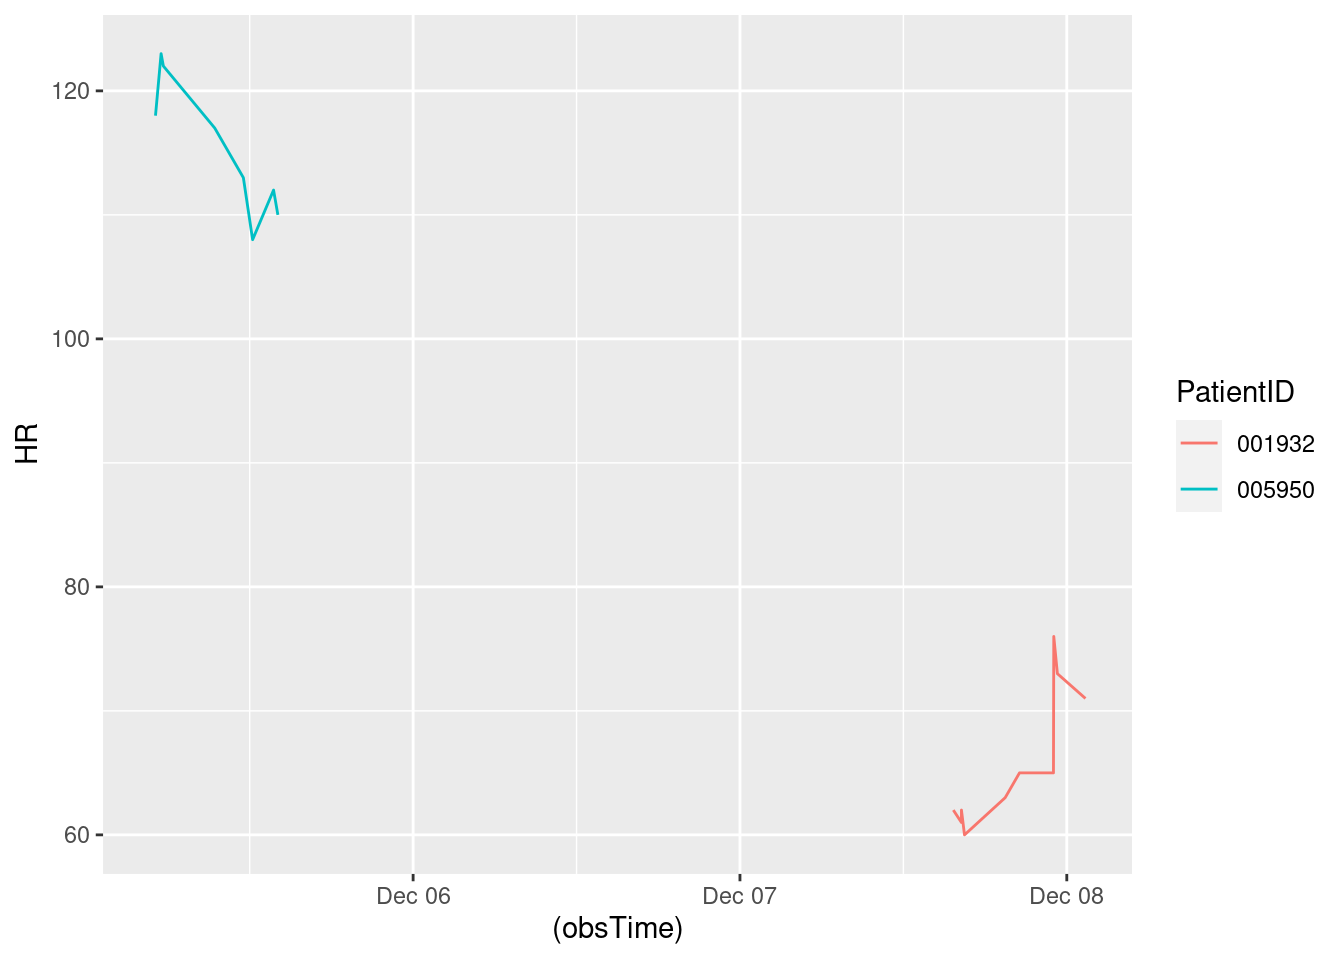 120
100
80
60
HR
Dec 06
Dec 07
Dec 08
(obsTime)
PatientID
001932
005950